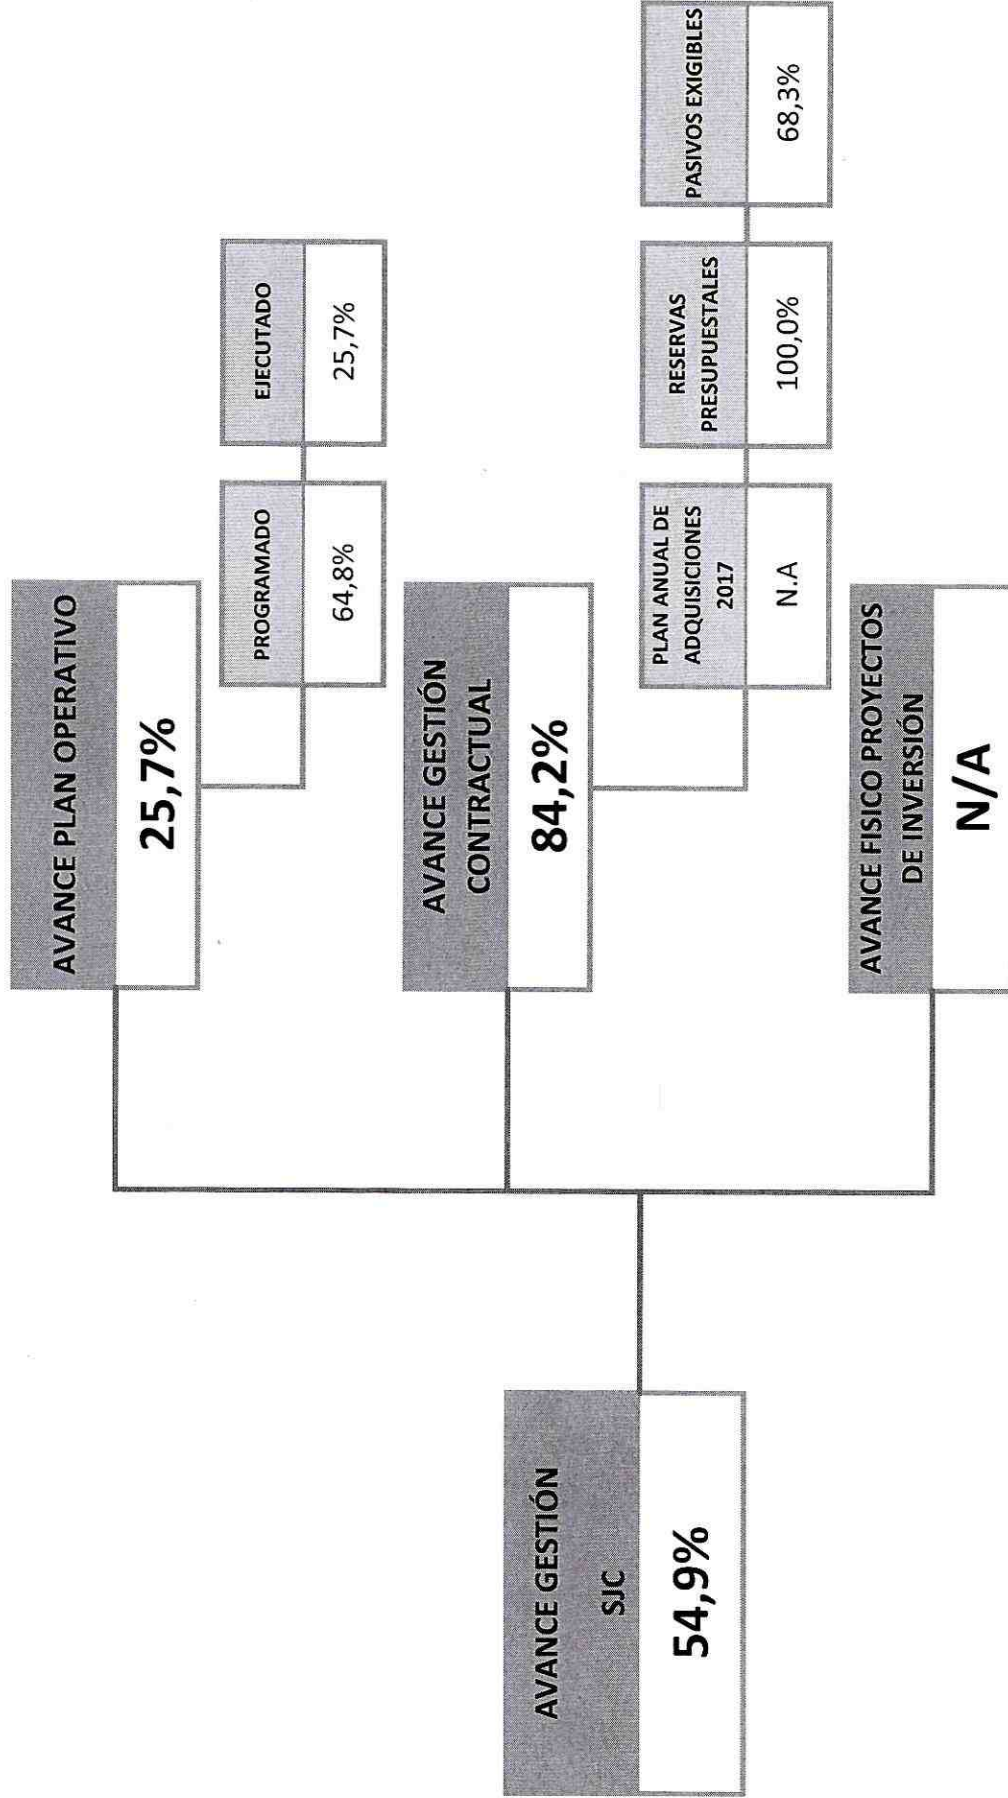 AVANCE GESTIÓN
SJC
54,9%
AVANCE PLAN OPERATIVO
25,7%
PROGRAMADO
64,8%
EJECUTADO
25,7%
AVANCE GESTIÓN
CONTRACTUAL
84,2%
PLAN ANUAL DE
ADQUISICIONES
2017
N.A
RESERVAS
PRESUPUESTALES
100,0%
PASIVOS EXIGIBLES
68,3%
AVANCE FISICO PROYECTOS
DE INVERSIÓN
N/A